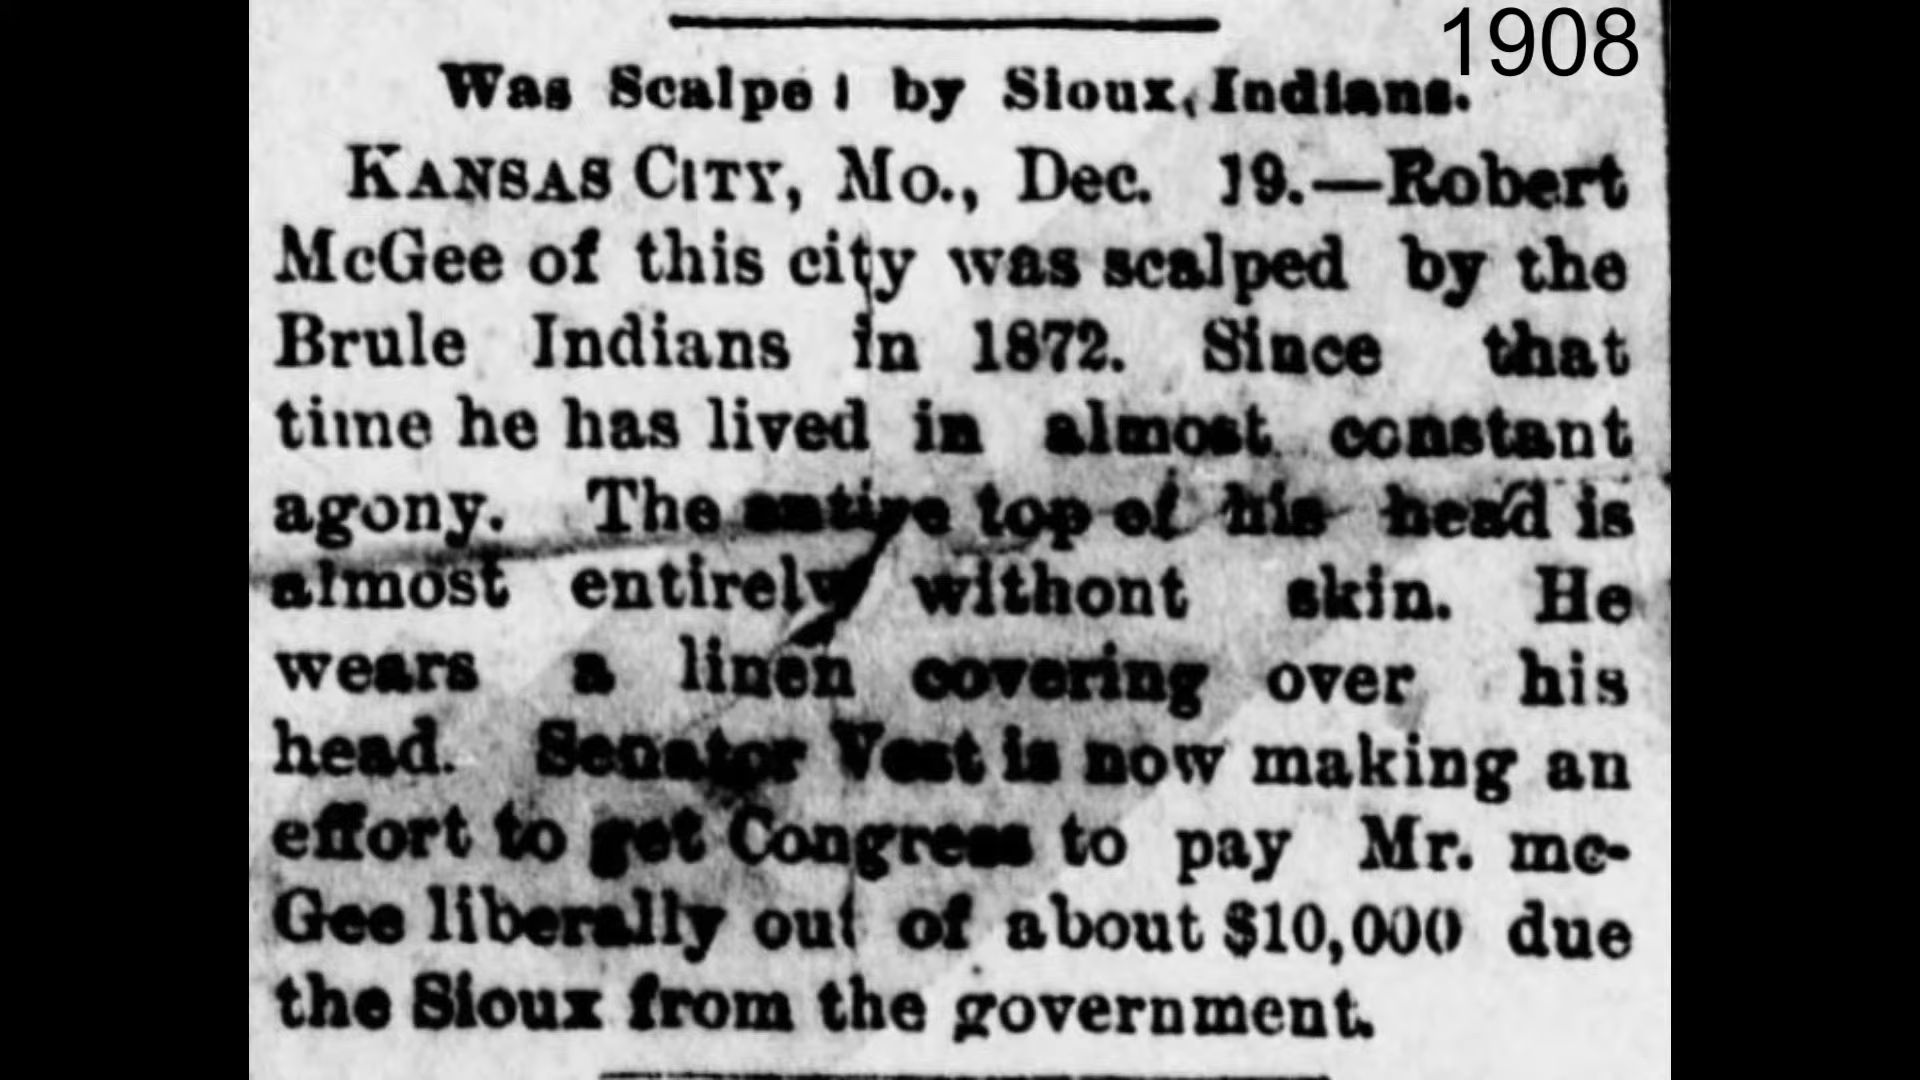 1908
Was Scalped by Sioux Indians.
KANSAS CITY, Mo., Dec. 19.—Robert
McGee of this city was scalped by the
Brule Indians in 1872. Since that
time he has lived in almost constant
agony. The entire top of his head is
almost entirely withont skin. He
wears a linen covering over his
head. Senator Vest is now making an
effort to get Congress to pay Mr. mc-
Gee liberally out of about $10,000 due
the Sioux from the government.